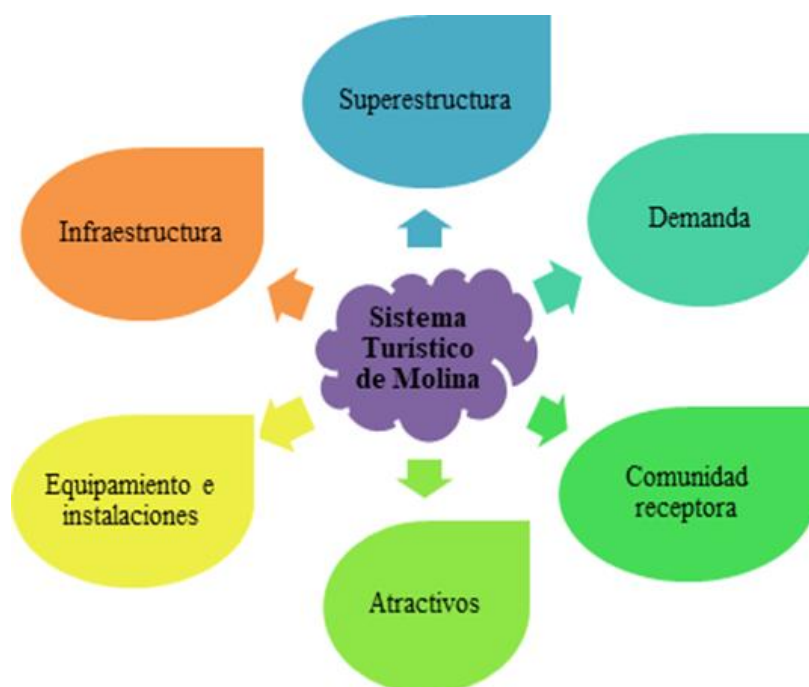 Superestructura
Infraestructura
Demanda
Sistema
Turístico
de Molina
Equipamiento e
instalaciones
Comunidad
receptora
Atractivos